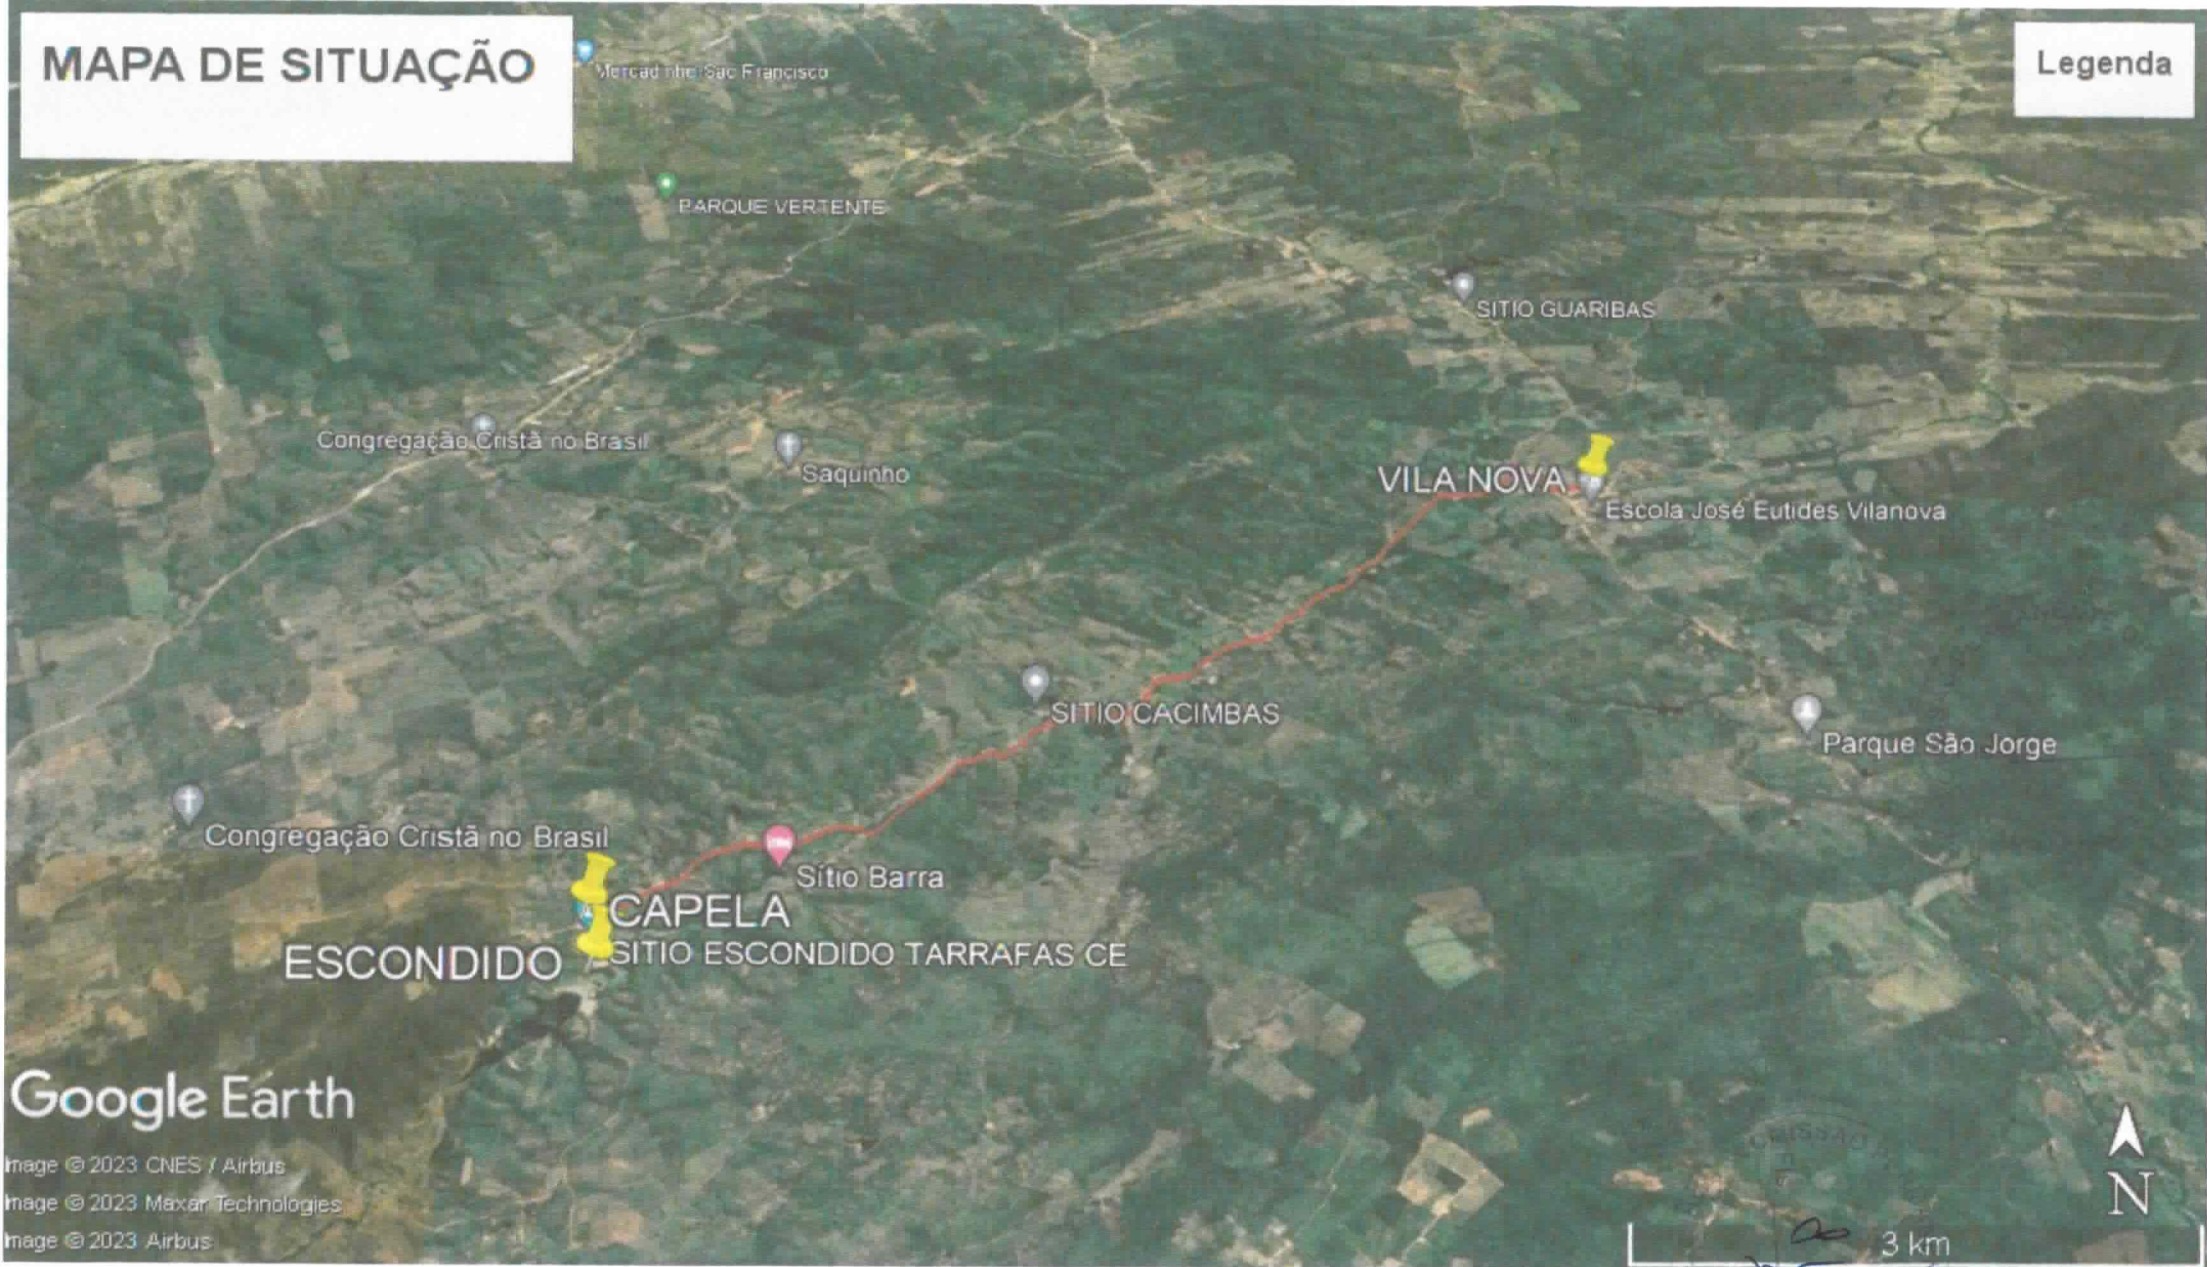 MAPA DE SITUAÇÃO
Legenda
Mercadinho Sao Francisco
PARQUE VERTENTE
SITIO GUARIBAS
Congregação Cristã no Brasil
Saquinho
VILA NOVA
Escola José Eutides Vilanova
SITIO CACIMBAS
Parque São Jorge
Congregação Cristã no Brasil
Sítio Barra
CAPELA
ESCONDIDO
SITIO ESCONDIDO TARRAFAS CE
Google Earth
Image © 2023 CNES / Airbus
Image © 2023 Maxar Technologies
Image © 2023 Airbus
N
3 km